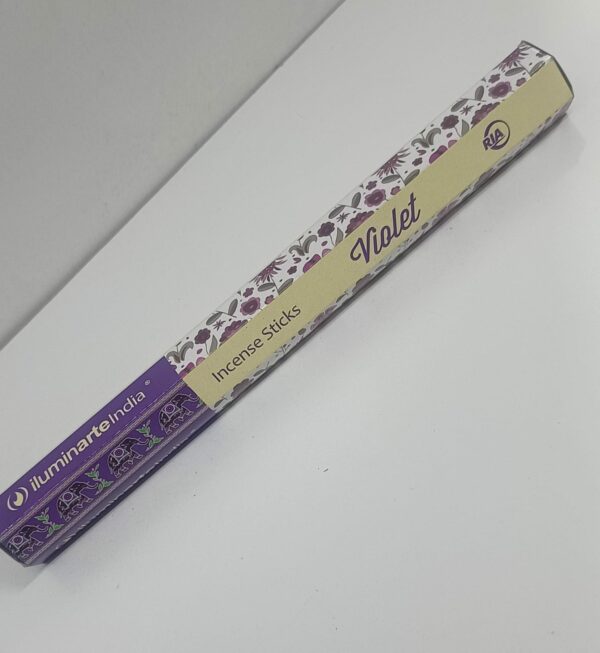 iluminarteIndia ®
Incense Sticks
Violet
RIA